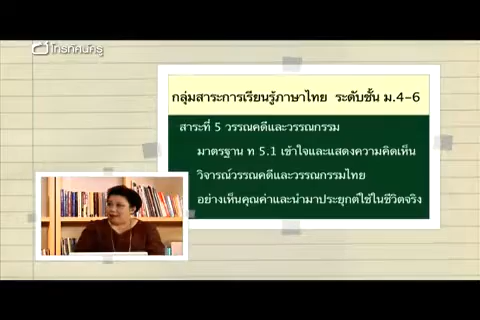 โทรทัศน์ครู
กลุ่มสาระการเรียนรู้ภาษาไทย ระดับชั้น ม.4-6
สาระที่ 5 วรรณคดีและวรรณกรรม
มาตรฐาน ท 5.1 เข้าใจและแสดงความคิดเห็น
วิจารณ์วรรณคดีและวรรณกรรมไทย
อย่างเห็นคุณค่าและนำมาประยุกต์ใช้ในชีวิตจริง